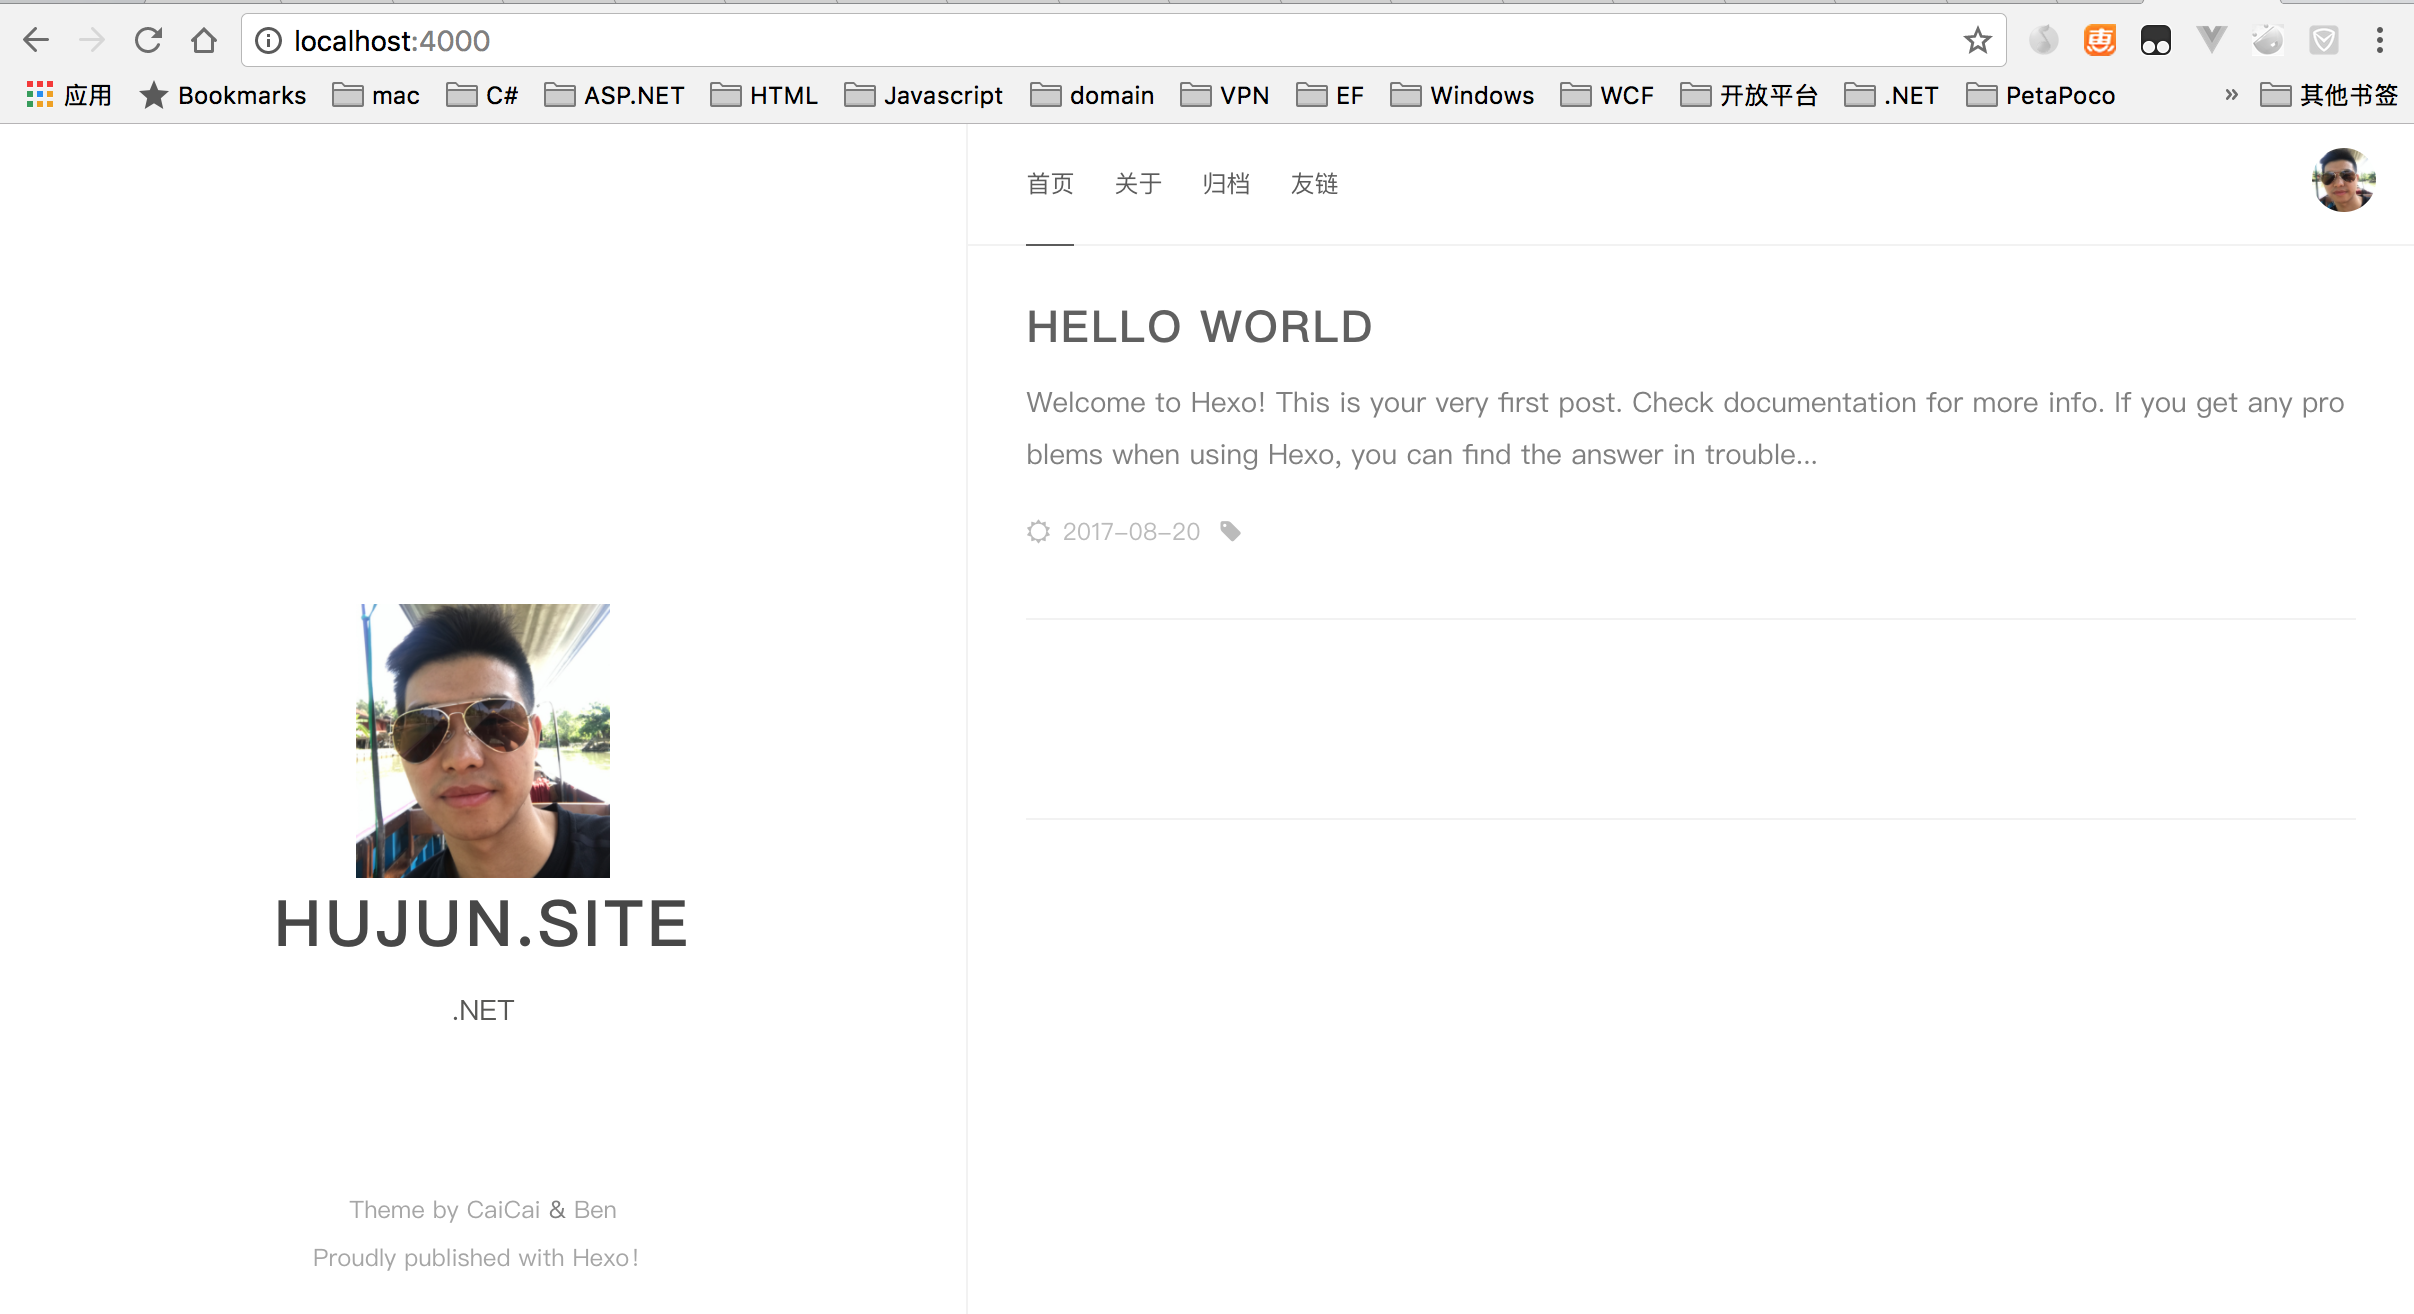 localhost:4000
应用 Bookmarks mac C# ASP.NET HTML Javascript domain VPN EF Windows WCF 开放平台 .NET PetaPoco » 其他书签
首页 关于 归档 友链
HELLO WORLD
Welcome to Hexo! This is your very first post. Check documentation for more info. If you get any pro
blems when using Hexo, you can find the answer in trouble...
2017-08-20
HUJUN.SITE
.NET
Theme by CaiCai & Ben
Proudly published with Hexo!